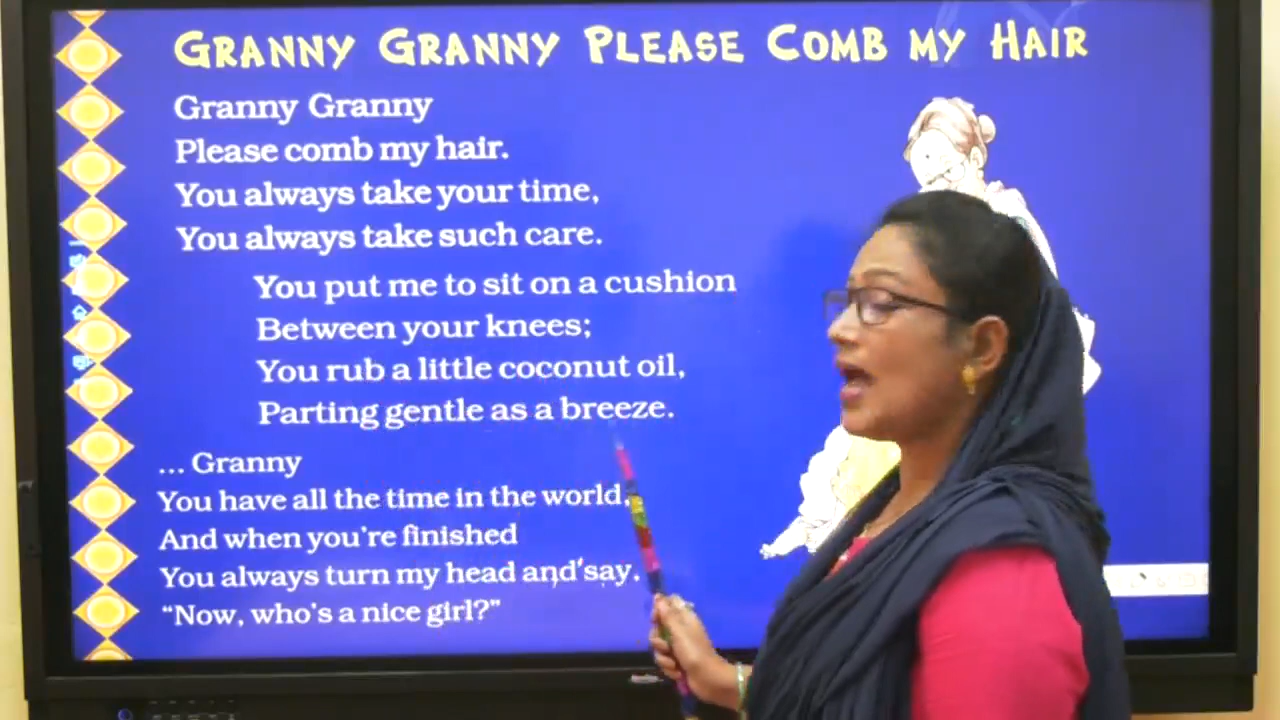 GRANNY GRANNY PLEASE COMB MY HAIR
Granny Granny
Please comb my hair.
You always take your time,
You always take such care.
You put me to sit on a cushion
Between your knees;
You rub a little coconut oil,
Parting gentle as a breeze.
... Granny
You have all the time in the world,
And when you're finished
You always turn my head and say,
"Now, who's a nice girl?"